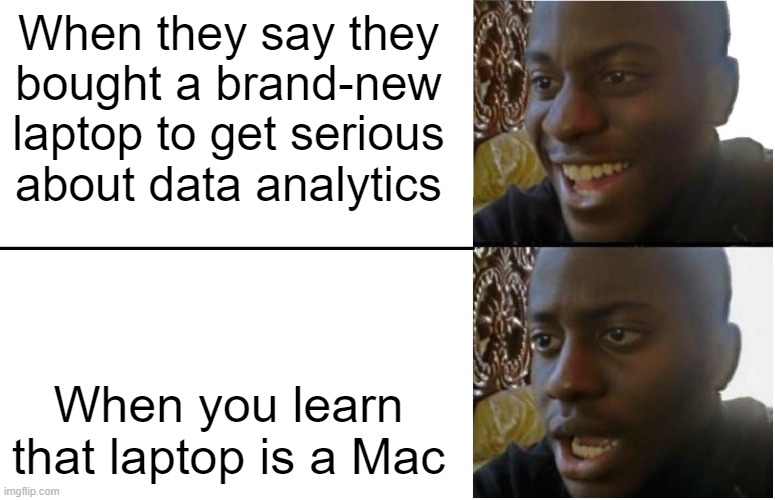 When they say they
bought a brand-new
laptop to get serious
about data analytics
When you learn
that laptop is a Mac
imgflip.com